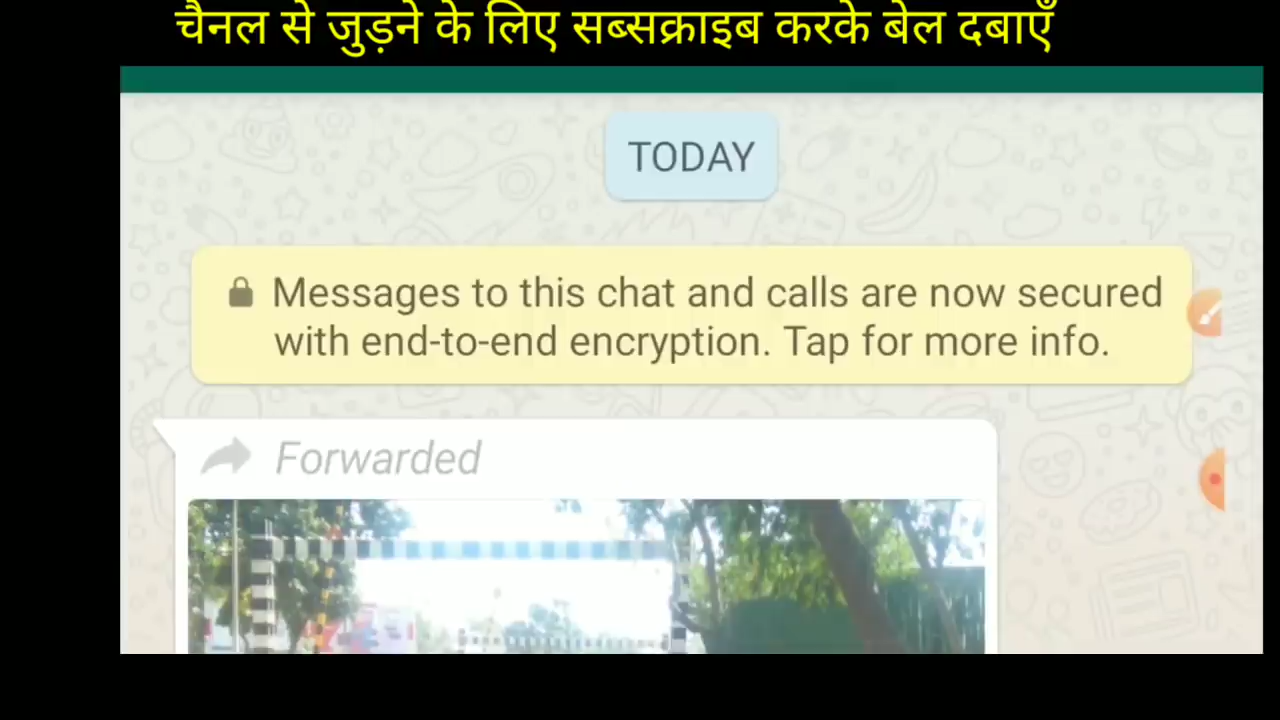 चैनल से जुड़ने के लिए सब्सक्राइब करके बेल दबाएँ
TODAY
Messages to this chat and calls are now secured
with end-to-end encryption. Tap for more info.
Forwarded